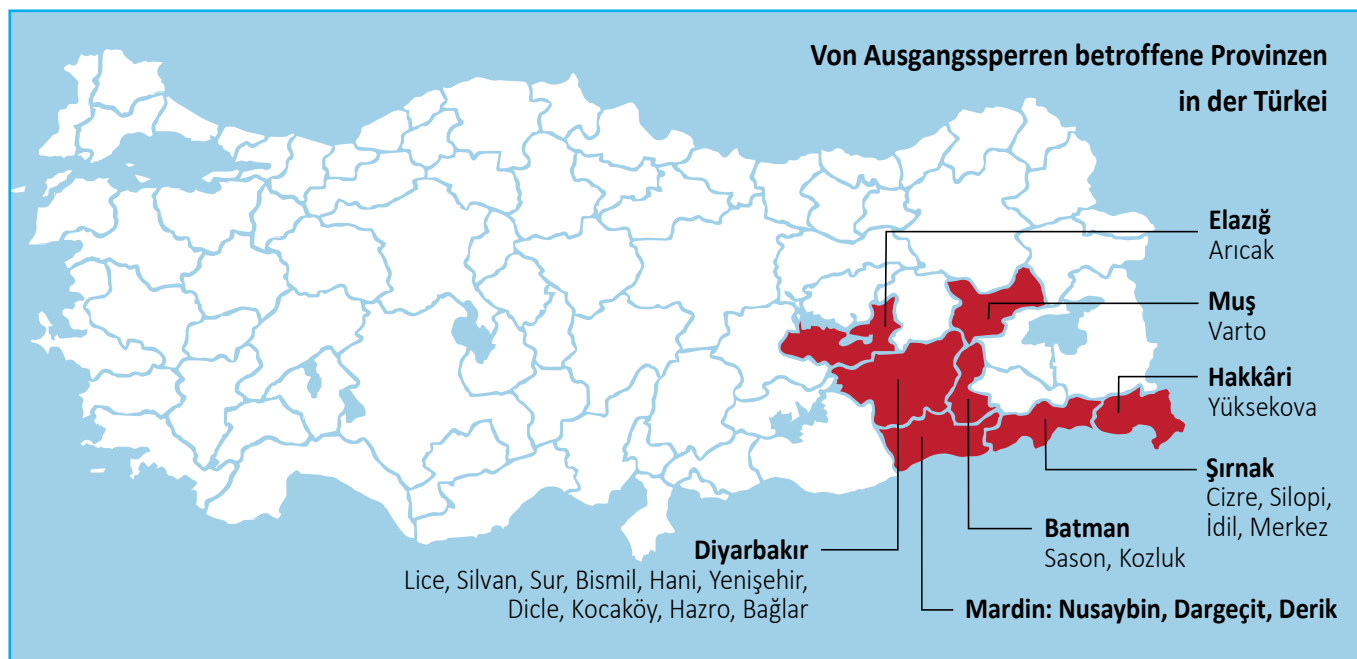 Von Ausgangssperren betroffene Provinzen
in der Türkei
Elazığ
Arıcak
Muş
Varto
Hakkâri
Yüksekova
Şırnak
Cizre, Silopi,
İdil, Merkez
Batman
Sason, Kozluk
Diyarbakır
Lice, Silvan, Sur, Bismil, Hani, Yenişehir,
Dicle, Kocaköy, Hazro, Bağlar
Mardin: Nusaybin, Dargeçit, Derik